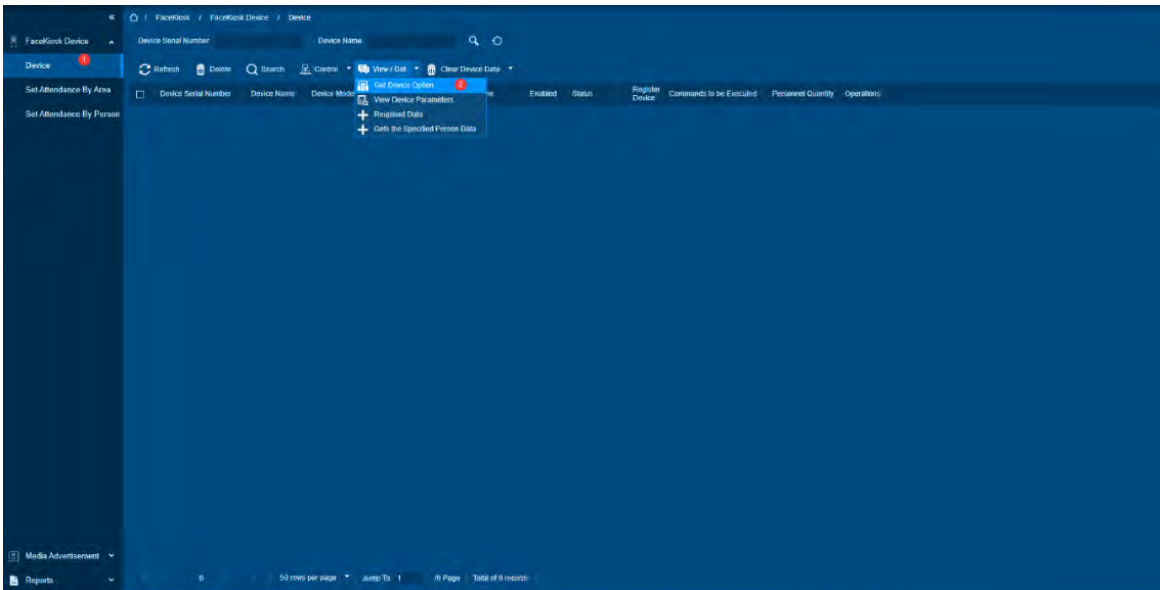 « / FaceKiosk / FaceKiosk Device / Device
FaceKiosk Device
Device Serial Number Device Name
Device 1
Refresh Delete Search Control View / Get Clear Device Data
Set Attendance By Area
Get Device Option 2
Device Serial Number Device Name Enabled Status Register Device Commands to be Executed Personnel Quantity Operations
View Device Parameters
Set Attendance By Person
Reupload Data
Gets the Specified Person Data
Media Advertisement
Reports
0 50 rows per page Jump To 1 /0 Page Total of 0 records